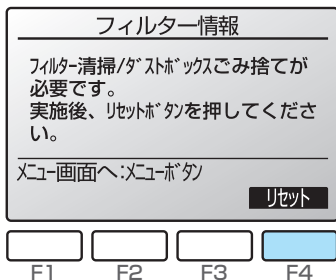 フィルター情報
フィルター清掃/ダストボックスごみ捨てが
必要です。
実施後、リセットボタンを押してくださ
い。
メニュー画面へ:メニューボタン
リセット
F1 F2 F3 F4